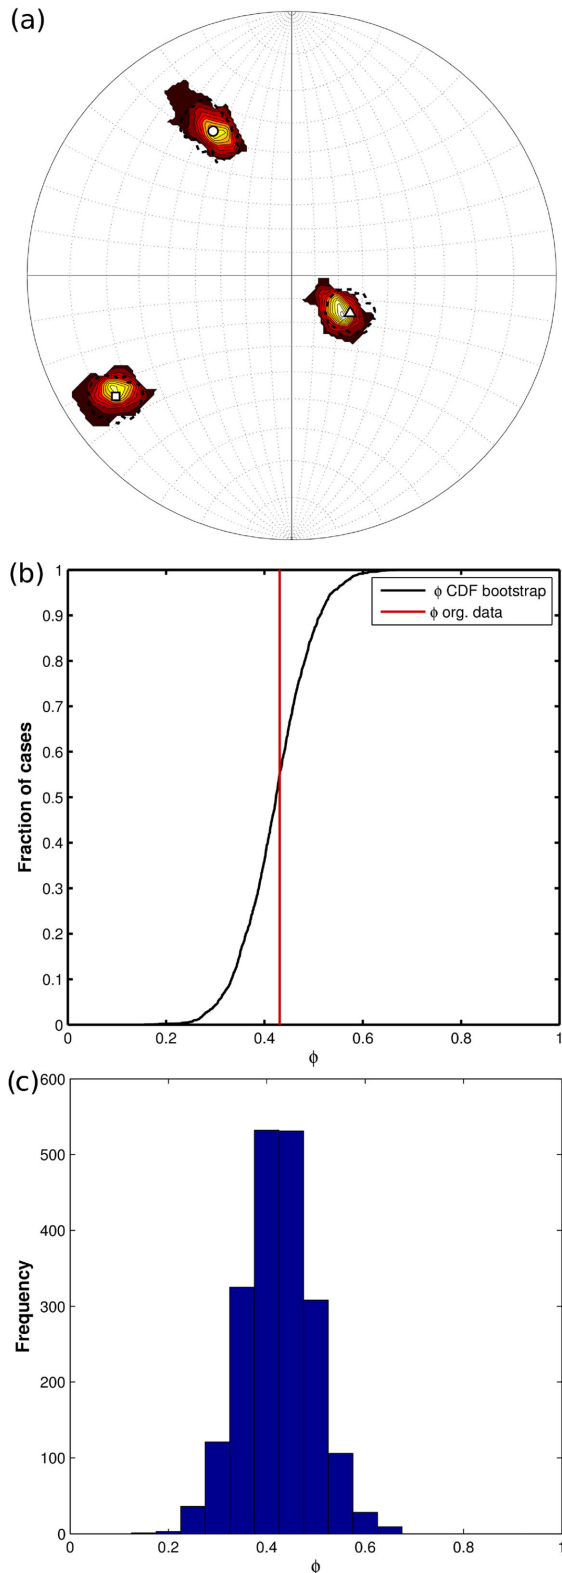 (a)
(b)
1
0.9
0.8
0.7
0.6
0.5
0.4
0.3
0.2
0.1
0
Fraction of cases
ϕ CDF bootstrap
ϕ org. data
0 0.2 0.4 0.6 0.8 1
ϕ
(c)
600
500
400
300
200
100
0
Frequency
0 0.2 0.4 0.6 0.8 1
ϕ